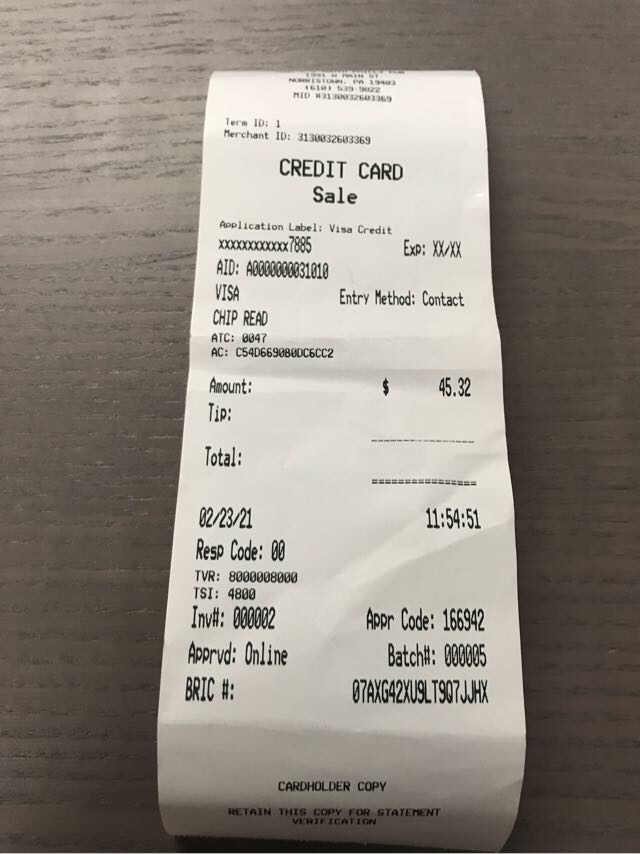 1991 W MAIN ST
NORRISTOWN, PA 19403
(610) 539-9822
MID #3130032603369
Term ID: 1
Merchant ID: 3130032603369
CREDIT CARD
Sale
Application Label: Visa Credit
xxxxxxxxxxxx7885 Exp: XX/XX
AID: A0000000031010
VISA Entry Method: Contact
CHIP READ
ATC: 0047
AC: C54D6690B0DC6CC2
Amount: $ 45.32
Tip:
Total:
02/23/21 11:54:51
Resp Code: 00
TVR: 8000008000
TSI: 4800
Inv#: 000002 Appr Code: 166942
Apprvd: Online Batch#: 000005
BRIC #: 07AXG42XU9LT9Q7JJHX
CARDHOLDER COPY
RETAIN THIS COPY FOR STATEMENT
VERIFICATION